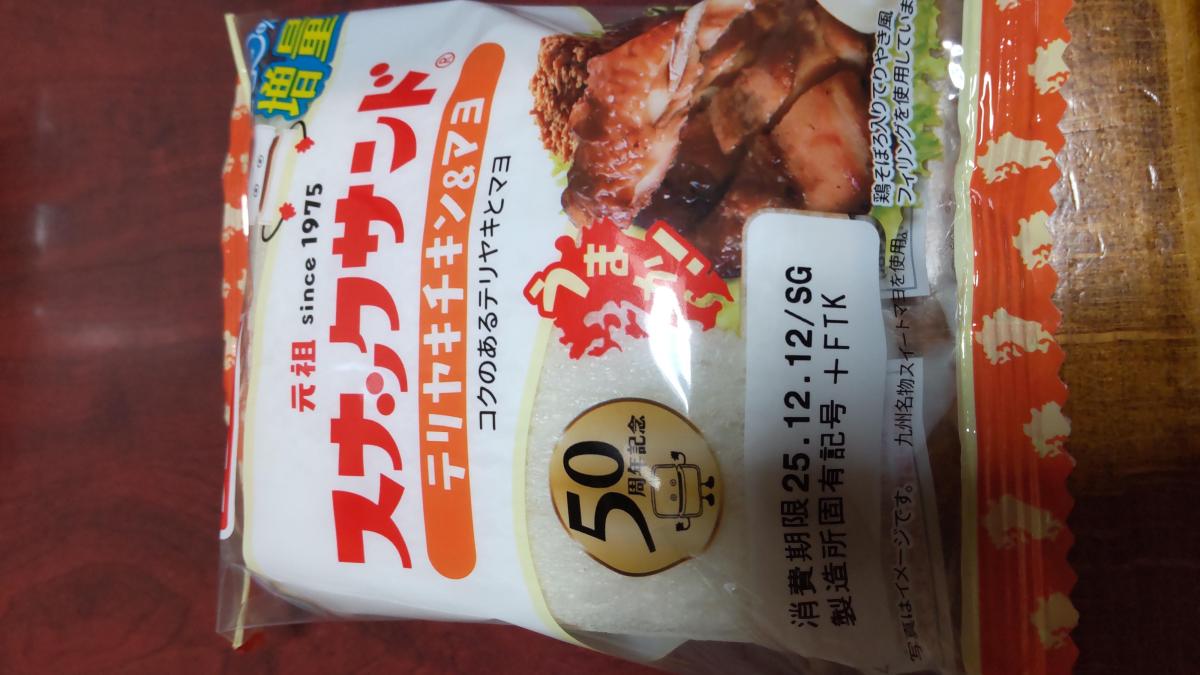 増量
元祖 since 1975
スナックサンド®
テリヤキチキン&マヨ
コクのあるテリヤキとマヨ
うま
50
周年記念
鶏そぼろ入りてりやき風
フィリングを使用していま
消費期限25.12.12/SG
製造所固有記号 +FTK
写真はイメージです。 九州名物スイートマヨを使用。